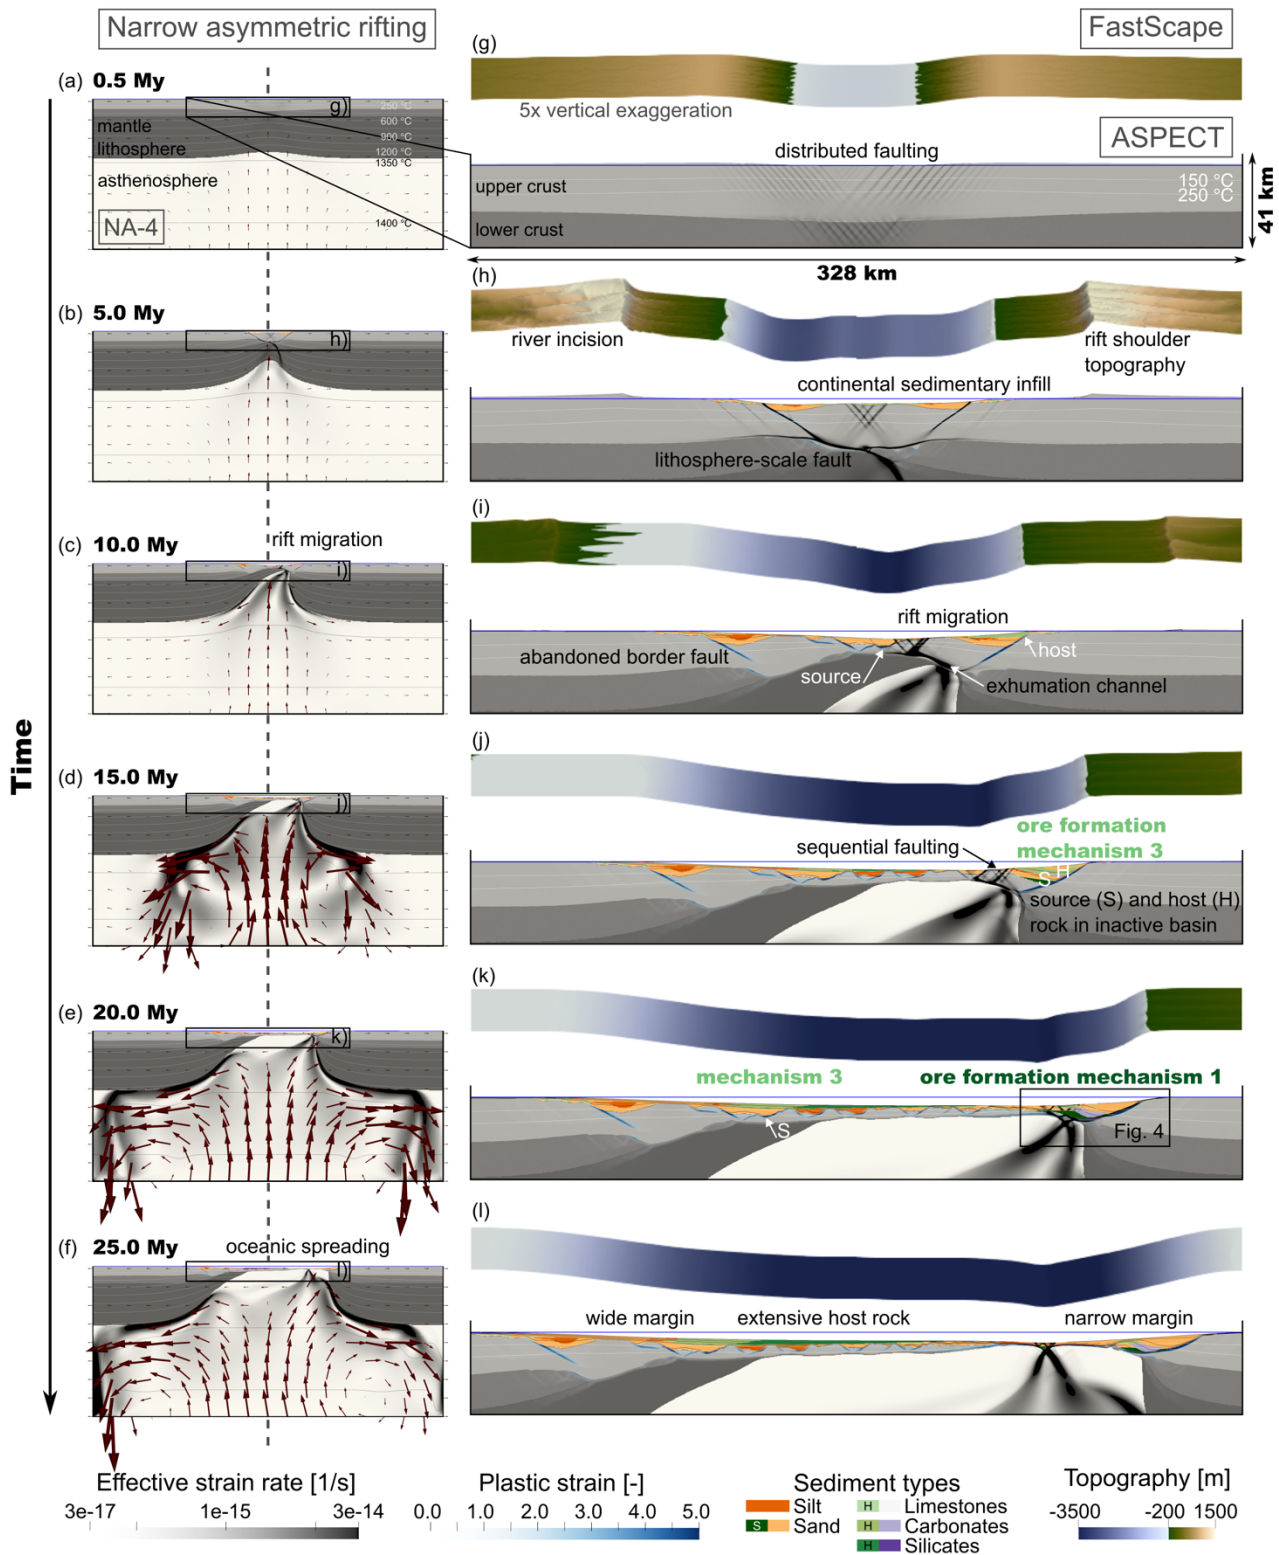 Narrow asymmetric rifting
FastScape
(a) 0.5 My
g)
250 °C
600 °C
900 °C
1200 °C
1350 °C
1400 °C
mantle
lithosphere
asthenosphere
NA-4
(g)
5x vertical exaggeration
ASPECT
distributed faulting
upper crust
lower crust
150 °C
250 °C
41 km
328 km
(b) 5.0 My
h)
(h)
river incision
rift shoulder
topography
continental sedimentary infill
lithosphere-scale fault
(c) 10.0 My
rift migration
i)
(i)
rift migration
abandoned border fault
source
host
exhumation channel
Time
(d) 15.0 My
j)
(j)
ore formation
mechanism 3
sequential faulting
S
H
source (S) and host (H)
rock in inactive basin
(e) 20.0 My
k)
(k)
mechanism 3
ore formation mechanism 1
S
Fig. 4
(f) 25.0 My
oceanic spreading
l)
(l)
wide margin
extensive host rock
narrow margin
Effective strain rate [1/s]
3e-17 1e-15 3e-14
Plastic strain [-]
0.0 1.0 2.0 3.0 4.0 5.0
Sediment types
Silt
S Sand
H Limestones
H Carbonates
H Silicates
Topography [m]
-3500 -200 1500